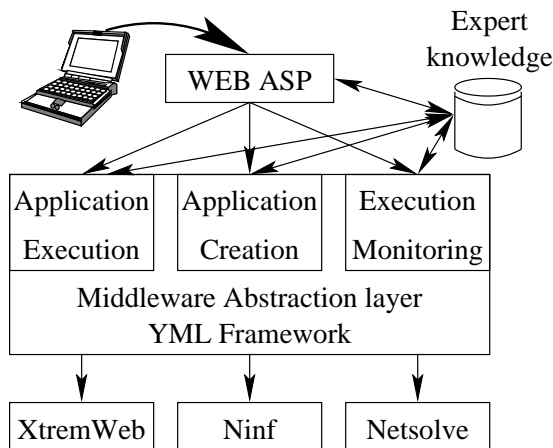 Expert
knowledge
WEB ASP
Application
Execution
Application
Creation
Execution
Monitoring
Middleware Abstraction layer
YML Framework
XtremWeb
Ninf
Netsolve